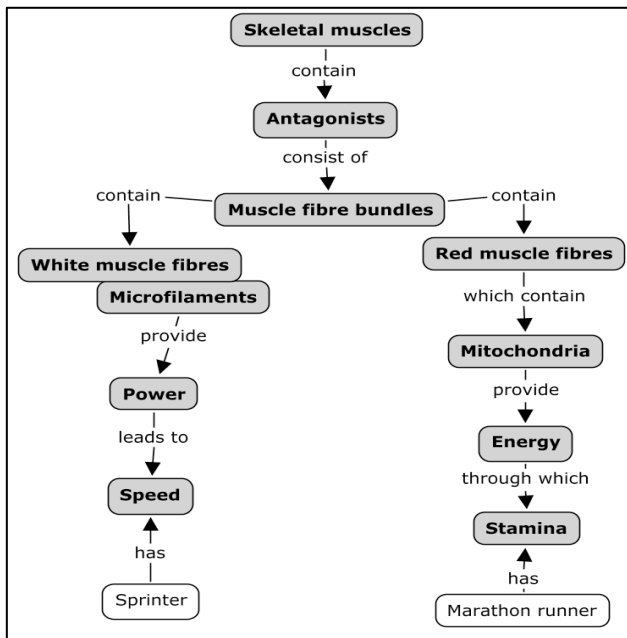 Skeletal muscles
contain
Antagonists
consist of
contain
contain
Muscle fibre bundles
White muscle fibres
Red muscle fibres
Microfilaments
which contain
provide
Mitochondria
Power
provide
leads to
Energy
through which
Speed
Stamina
has
has
Sprinter
Marathon runner